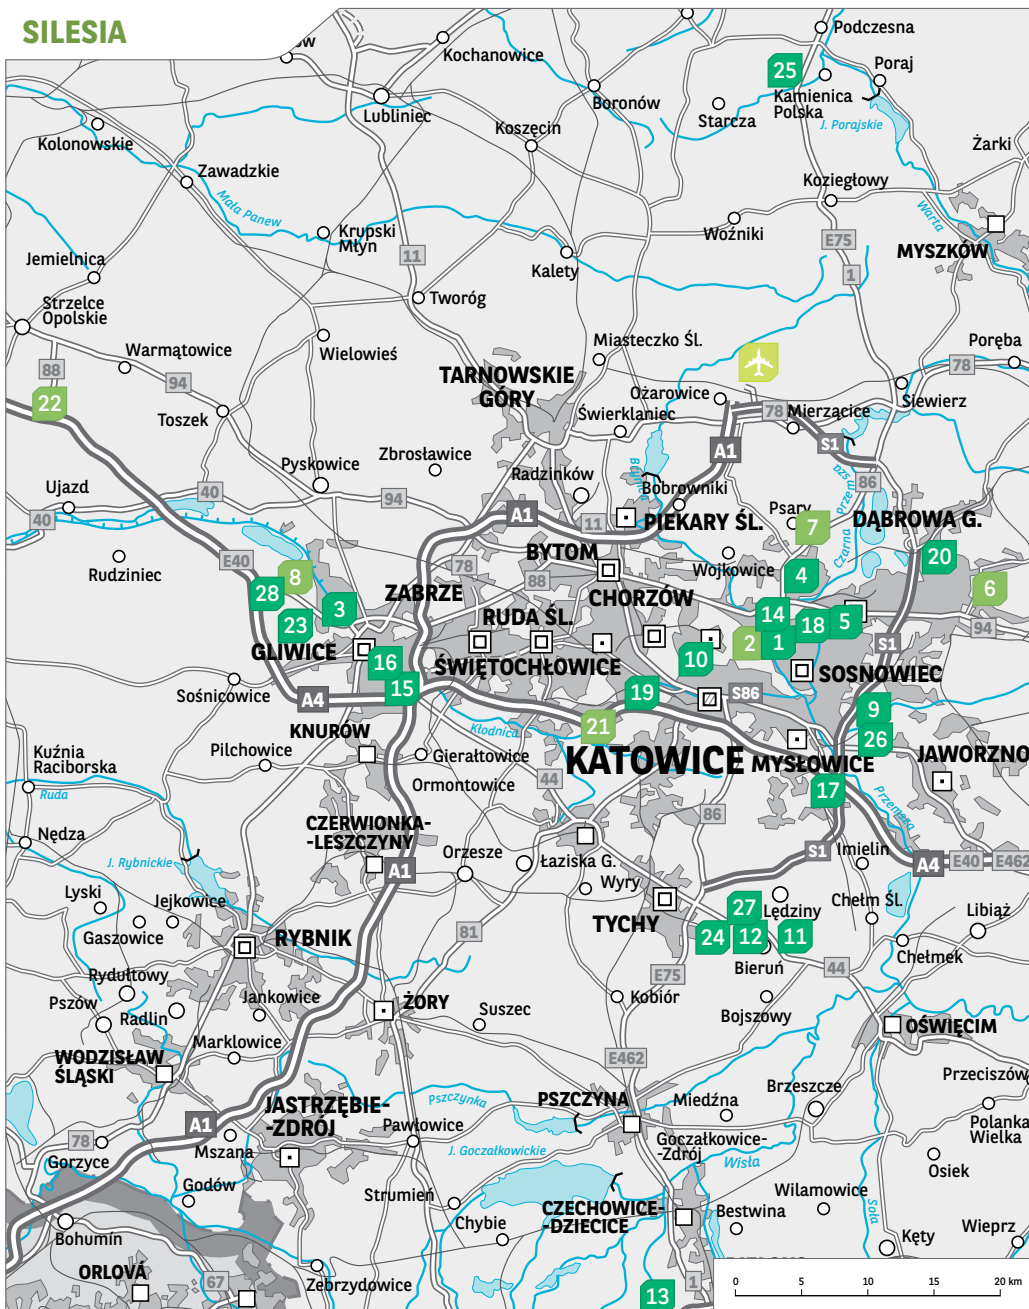 SILESIA
Podczesna
Kochanowice
ów
25
Poraj
Kamienica
Polska
J. Porajskie
Boronów
Starcza
Lubliniec
Koszęcin
Żarki
Kolonowskie
Zawadzkie
Koziegłowy
Mała Panew
Warta
Krupski
Młyn
Woźniki
E75
MYSZKÓW
11
1
Jemielnica
Kalety
Strzelce
Opolskie
Tworóg
Wielowieś
Miasteczko Śl.
Poręba
Warmątowice
88
94
TARNOWSKIE
GÓRY
78
22
Ożarowice
Siewierz
Toszek
Świerklaniec
78
Mierzącice
S1
A1
Zbrosławice
Pyskowice
Radzinków
Brynica
86
Bobrowniki
Ujazd
40
94
Psary
Czarna Przemsza
40
A1
11
PIEKARY ŚL.
7
DĄBROWA G.
BYTOM
Rudziniec
E40
Wojkowice
20
78
88
4
28
8
ZABRZE
CHORZÓW
6
3
23
RUDA ŚL.
14
18
5
94
2
1
GLIWICE
16
ŚWIĘTOCHŁOWICE
10
S1
SOSNOWIEC
Sośnicowice
15
A4
19
S86
9
KNURÓW
A1
Kłodnica
21
26
Kuźnia
Raciborska
Pilchowice
Gierałtowice
KATOWICE
MYSŁOWICE
JAWORZNO
Ormontowice
44
17
Ruda
Przemsza
86
Nędza
CZERWIONKA-
-LESZCZYNY
J. Rybnickie
Orzesze
Łaziska G.
S1
Imielin
A1
A4
E40
E462
Lyski
Wyry
Jejkowice
27
Lędziny
Chełm Śl.
Libiąż
Gaszowice
TYCHY
RYBNIK
81
24
12
11
Chełmek
Bieruń
44
Rydułtowy
E75
Pszów
Jankowice
ŻORY
Kobiór
Radlin
Suszec
Bojszowy
OŚWIĘCIM
Marklowice
WODZISŁAW
ŚLĄSKI
E462
Przeciszów
Brzeszcze
JASTRZĘBIE-
-ZDRÓJ
Pszczynka
PSZCZYNA
Miedźna
A1
Pawłowice
Polanka
Wielka
78
Mszana
Goczałkowice-
-Zdrój
Gorzyce
J. Goczałkowickie
Wisła
Osiek
Godów
Strumień
Wilamowice
CZECHOWICE-
-DZIECICE
Soła
Bestwina
Chybie
Bohumín
Kęty
Wieprz
ORLOVÁ
Zebrzydowice
67
1
13
0
5
10
15
20 km